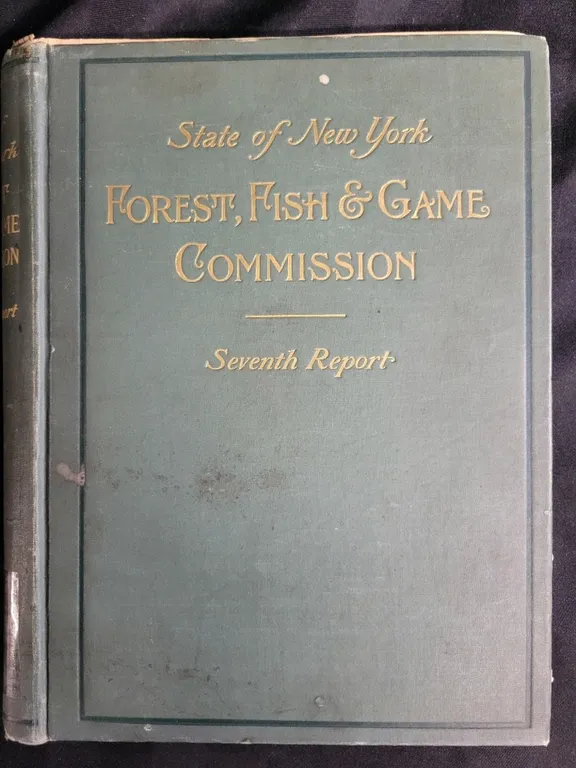 State of New York
FOREST, FISH & GAME
COMMISSION
Seventh Report